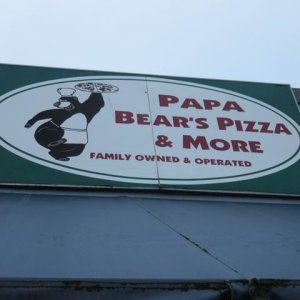 PAPA
BEAR'S PIZZA
& MORE
FAMILY OWNED & OPERATED